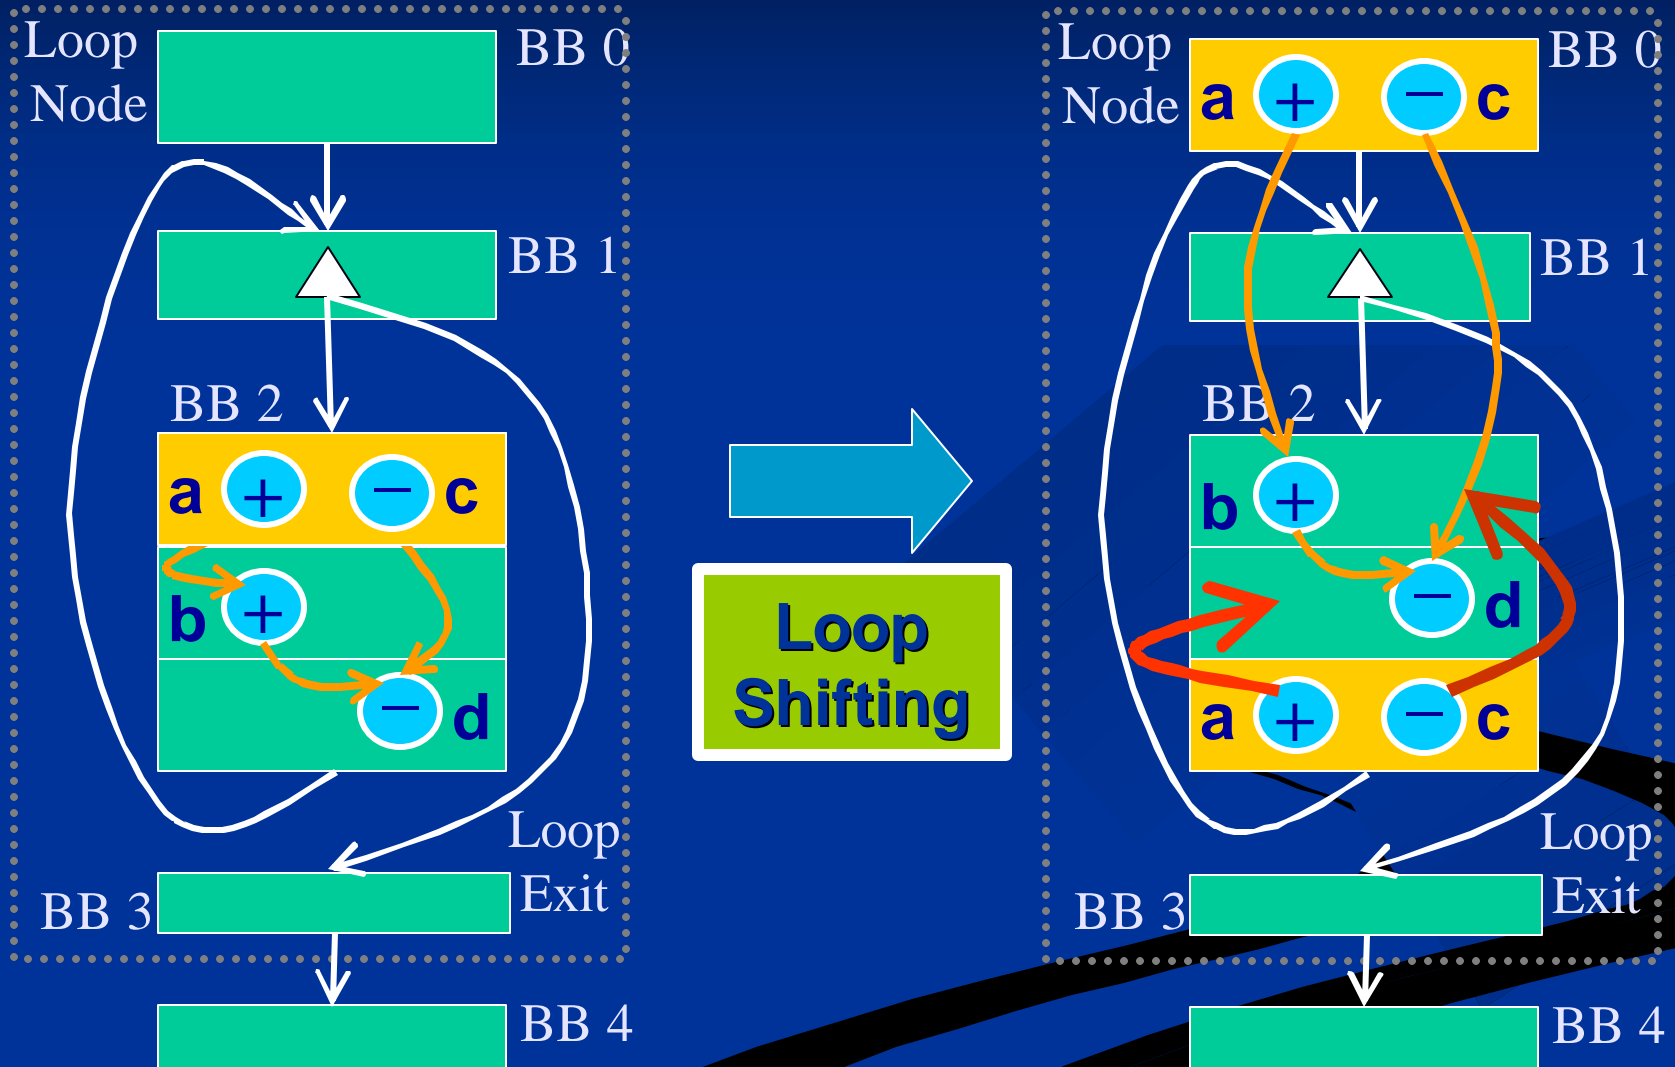 Loop
Node
BB 0
BB 1
BB 2
a + − c
b +
− d
Loop
Exit
BB 3
BB 4
Loop
Shifting
Loop
Node
BB 0
a + − c
BB 1
BB 2
b +
− d
a + − c
Loop
Exit
BB 3
BB 4